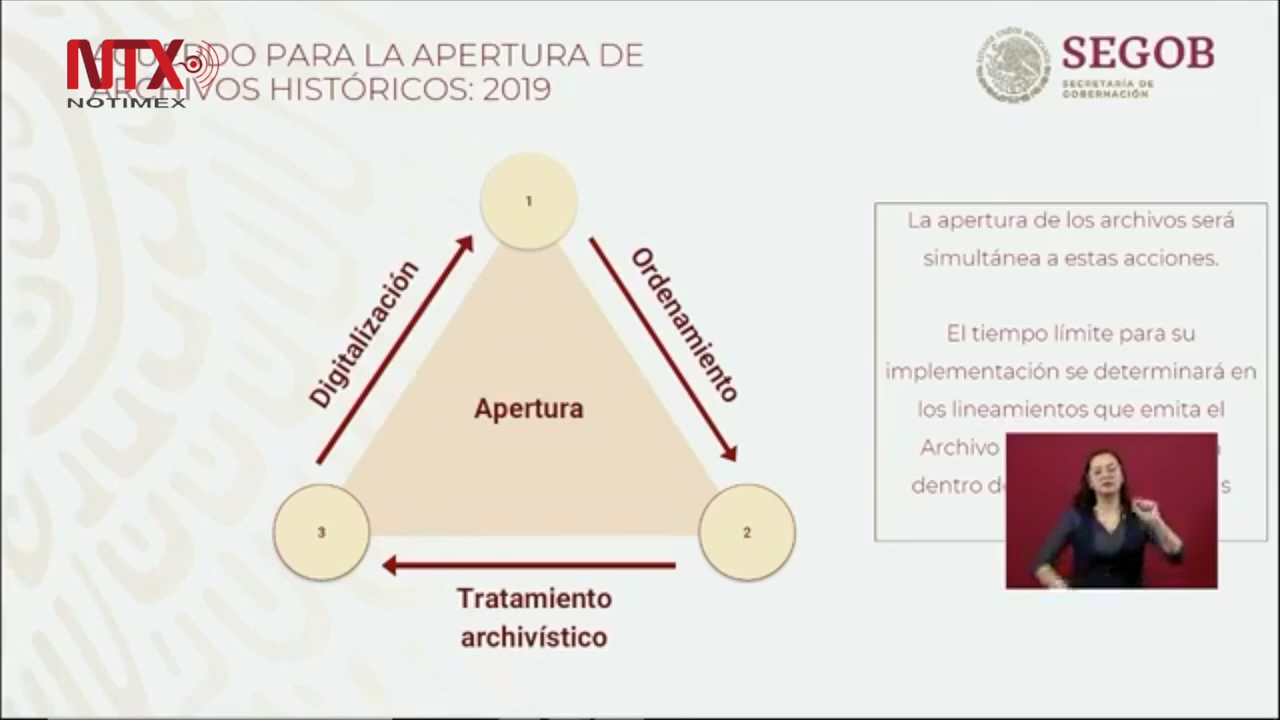 NTX
NOTIMEX
ACUERDO PARA LA APERTURA DE
ARCHIVOS HISTÓRICOS: 2019
SEGOB
SECRETARÍA DE
GOBERNACIÓN
1
Digitalización
Ordenamiento
Apertura
3
2
Tratamiento
archivístico
La apertura de los archivos será
simultánea a estas acciones.
El tiempo límite para su
implementación se determinará en
los lineamientos que emita el
Archivo
dentro